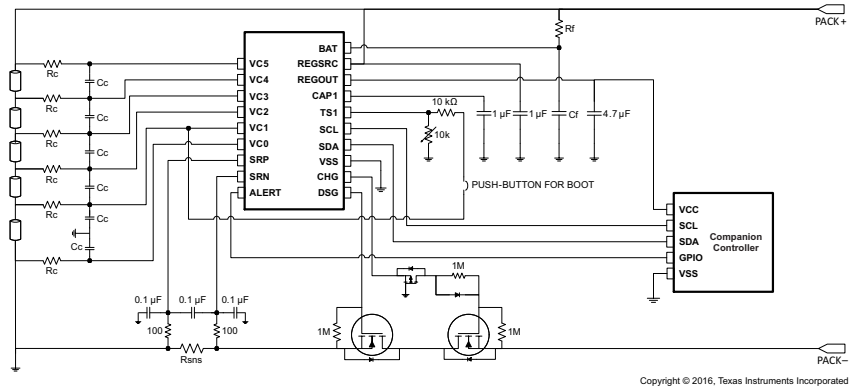 PACK+
Rf
BAT
REGSRC
REGOUT
CAP1
TS1
SCL
SDA
VSS
CHG
DSG
VC5
VC4
VC3
VC2
VC1
VC0
SRP
SRN
ALERT
Rc
Rc
Rc
Rc
Rc
Rc
Cc
Cc
Cc
Cc
Cc
Cc
10 kΩ
10k
1 µF
1 µF
Cf
4.7 µF
PUSH-BUTTON FOR BOOT
VCC
SCL
SDA
GPIO
VSS
Companion
Controller
1M
0.1 µF
0.1 µF
0.1 µF
100
100
Rsns
1M
1M
PACK–
Copyright © 2016, Texas Instruments Incorporated